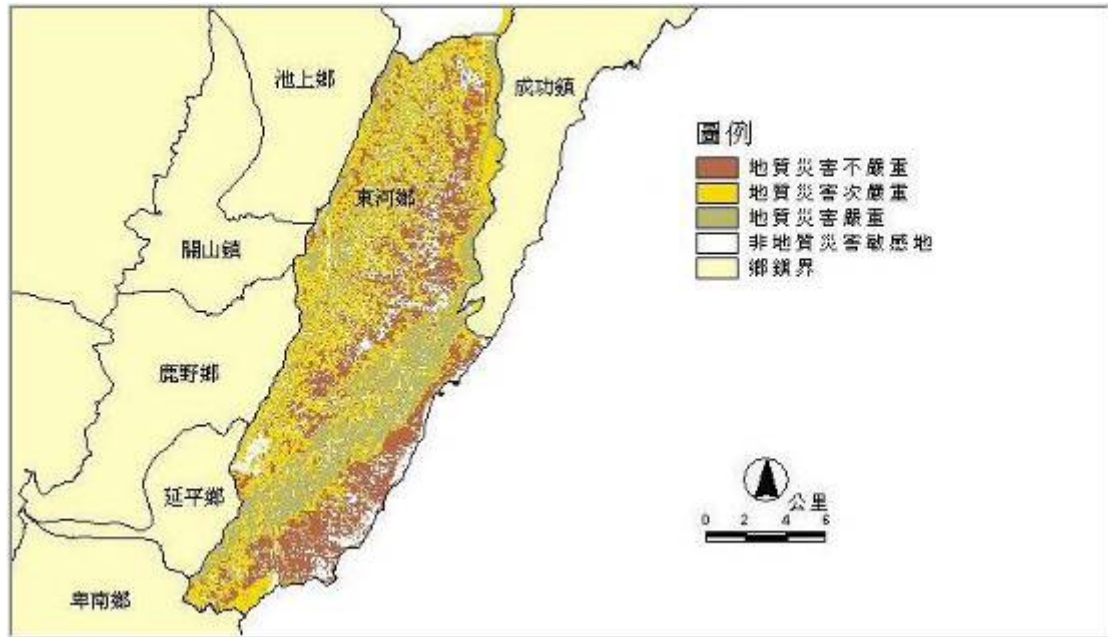 池上鄉
成功鎮
圖例
地質災害不嚴重
地質災害次嚴重
地質災害嚴重
非地質災害敏感地
鄉鎮界
東河鄉
關山鎮
鹿野鄉
延平鄉
公里
0 2 4 6
卑南鄉